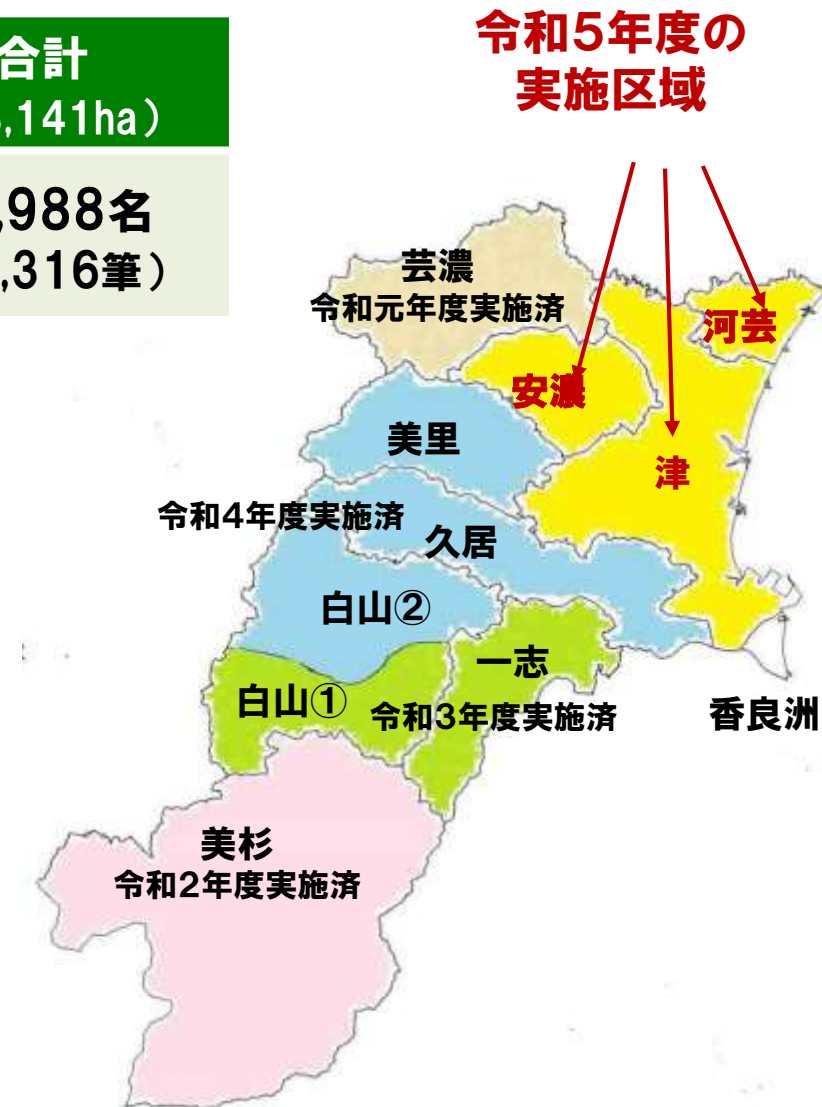 合計
,141ha）
,988名
,316筆）
令和5年度の
実施区域
芸濃
令和元年度実施済
河芸
安濃
美里
津
令和4年度実施済
久居
白山②
一志
白山①
令和3年度実施済
香良洲
美杉
令和2年度実施済